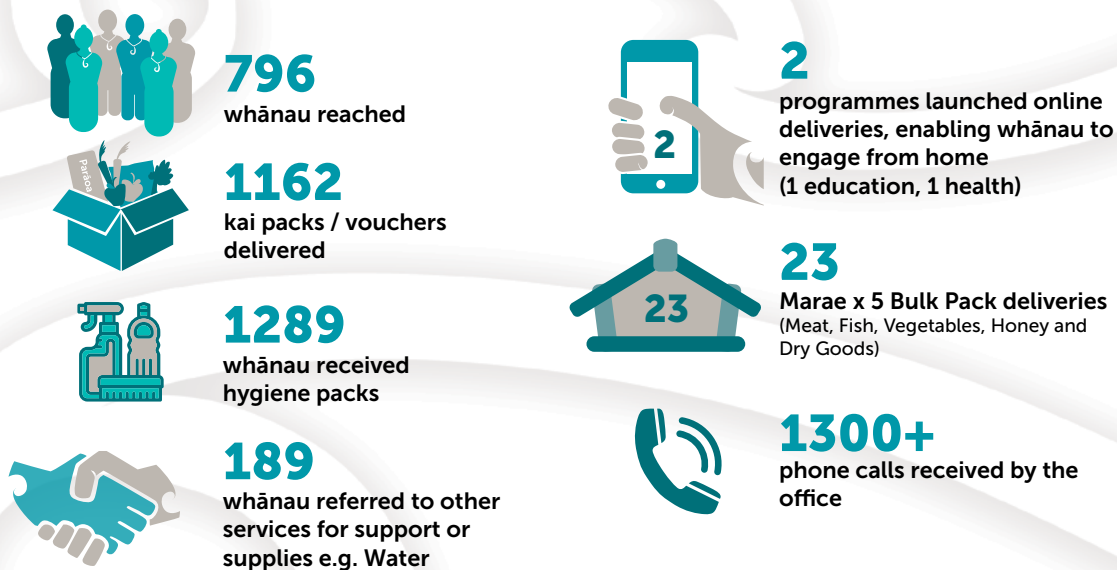 796
whānau reached
Parāoa
1162
kai packs / vouchers
delivered
1289
whānau received
hygiene packs
189
whānau referred to other
services for support or
supplies e.g. Water
2
2
programmes launched online
deliveries, enabling whānau to
engage from home
(1 education, 1 health)
23
23
Marae x 5 Bulk Pack deliveries
(Meat, Fish, Vegetables, Honey and
Dry Goods)
1300+
phone calls received by the
office